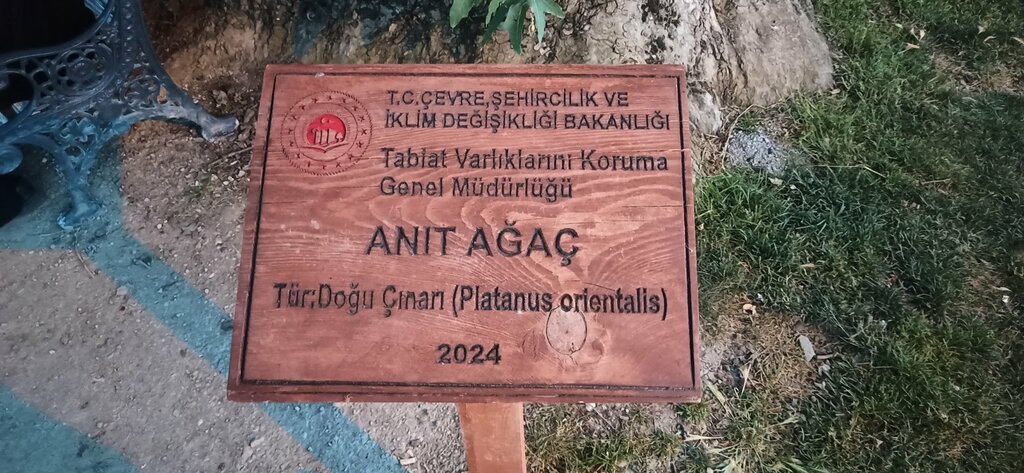 T.C.ÇEVRE,ŞEHİRCİLİK VE
İKLİM DEĞİŞİKLİĞİ BAKANLIĞI
Tabiat Varlıklarını Koruma
Genel Müdürlüğü
ANIT AĞAÇ
Tür:Doğu Çınarı (Platanus orientalis)
2024